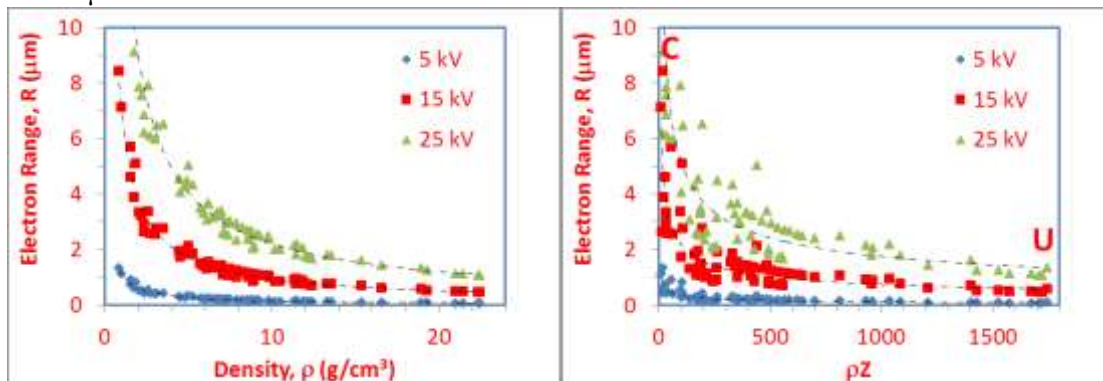 10
8
6
4
2
0
Electron Range, R (μm)
5 kV
15 kV
25 kV
0
10
20
Density, ρ (g/cm³)
10
8
6
4
2
0
Electron Range, R (μm)
C
5 kV
15 kV
25 kV
U
0
500
1000
1500
ρZ